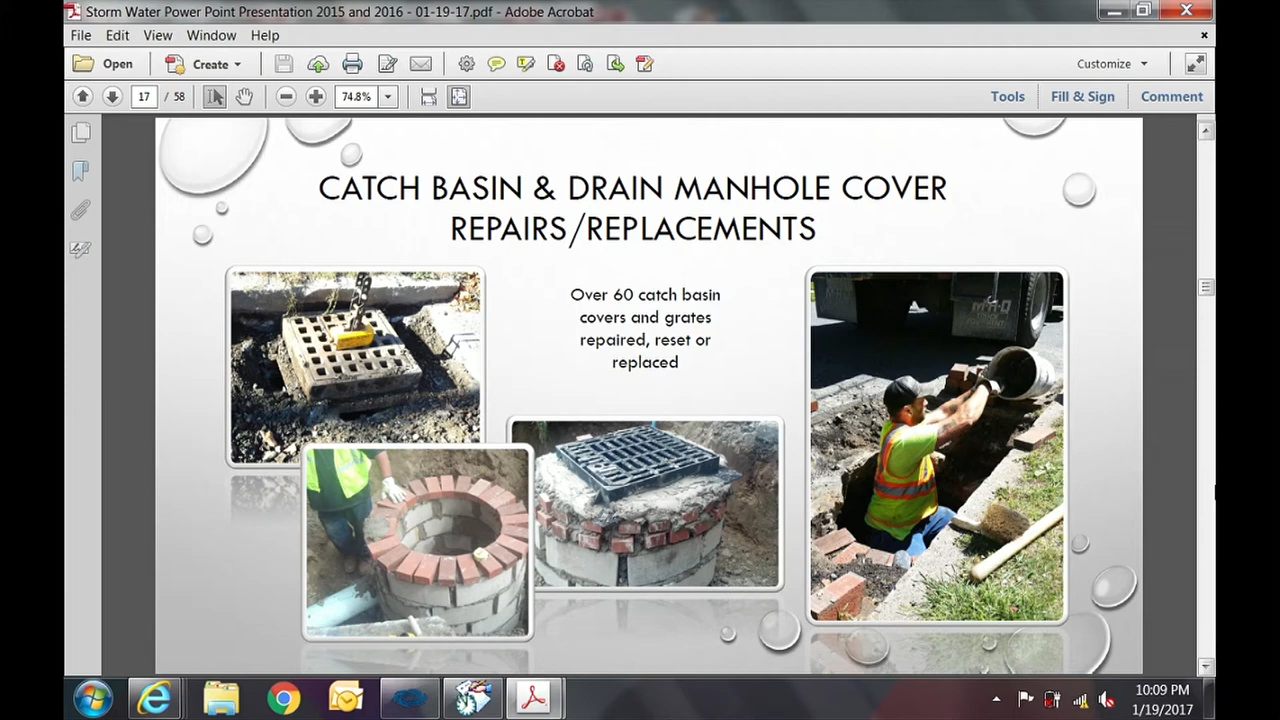 Storm Water Power Point Presentation 2015 and 2016 - 01-19-17.pdf - Adobe Acrobat
File Edit View Window Help
Open Create Customize
17 / 58 74.8% Tools Fill & Sign Comment
CATCH BASIN & DRAIN MANHOLE COVER
REPAIRS/REPLACEMENTS
Over 60 catch basin
covers and grates
repaired, reset or
replaced
10:09 PM
1/19/2017